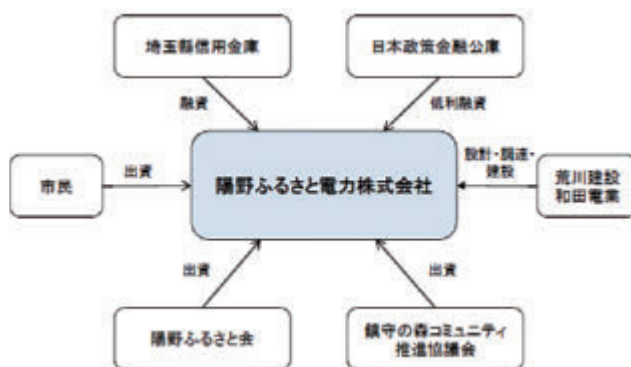 埼玉縣信用金庫
日本政策金融公庫
融資
低利融資
市民
出資
陽野ふるさと電力株式会社
設計・調達・
建設
荒川建設
和田電業
出資
出資
陽野ふるさと会
鎮守の森コミュニティ
推進協議会